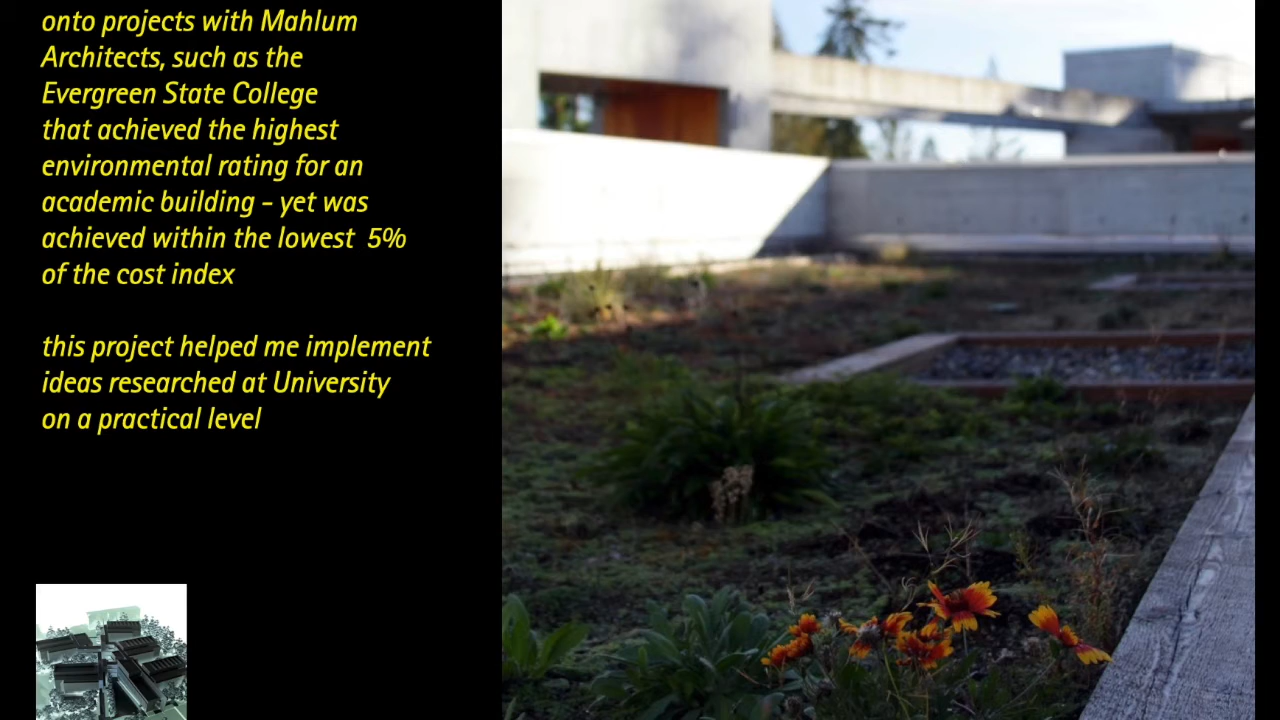 onto projects with Mahlum
Architects, such as the
Evergreen State College
that achieved the highest
environmental rating for an
academic building - yet was
achieved within the lowest 5%
of the cost index
this project helped me implement
ideas researched at University
on a practical level